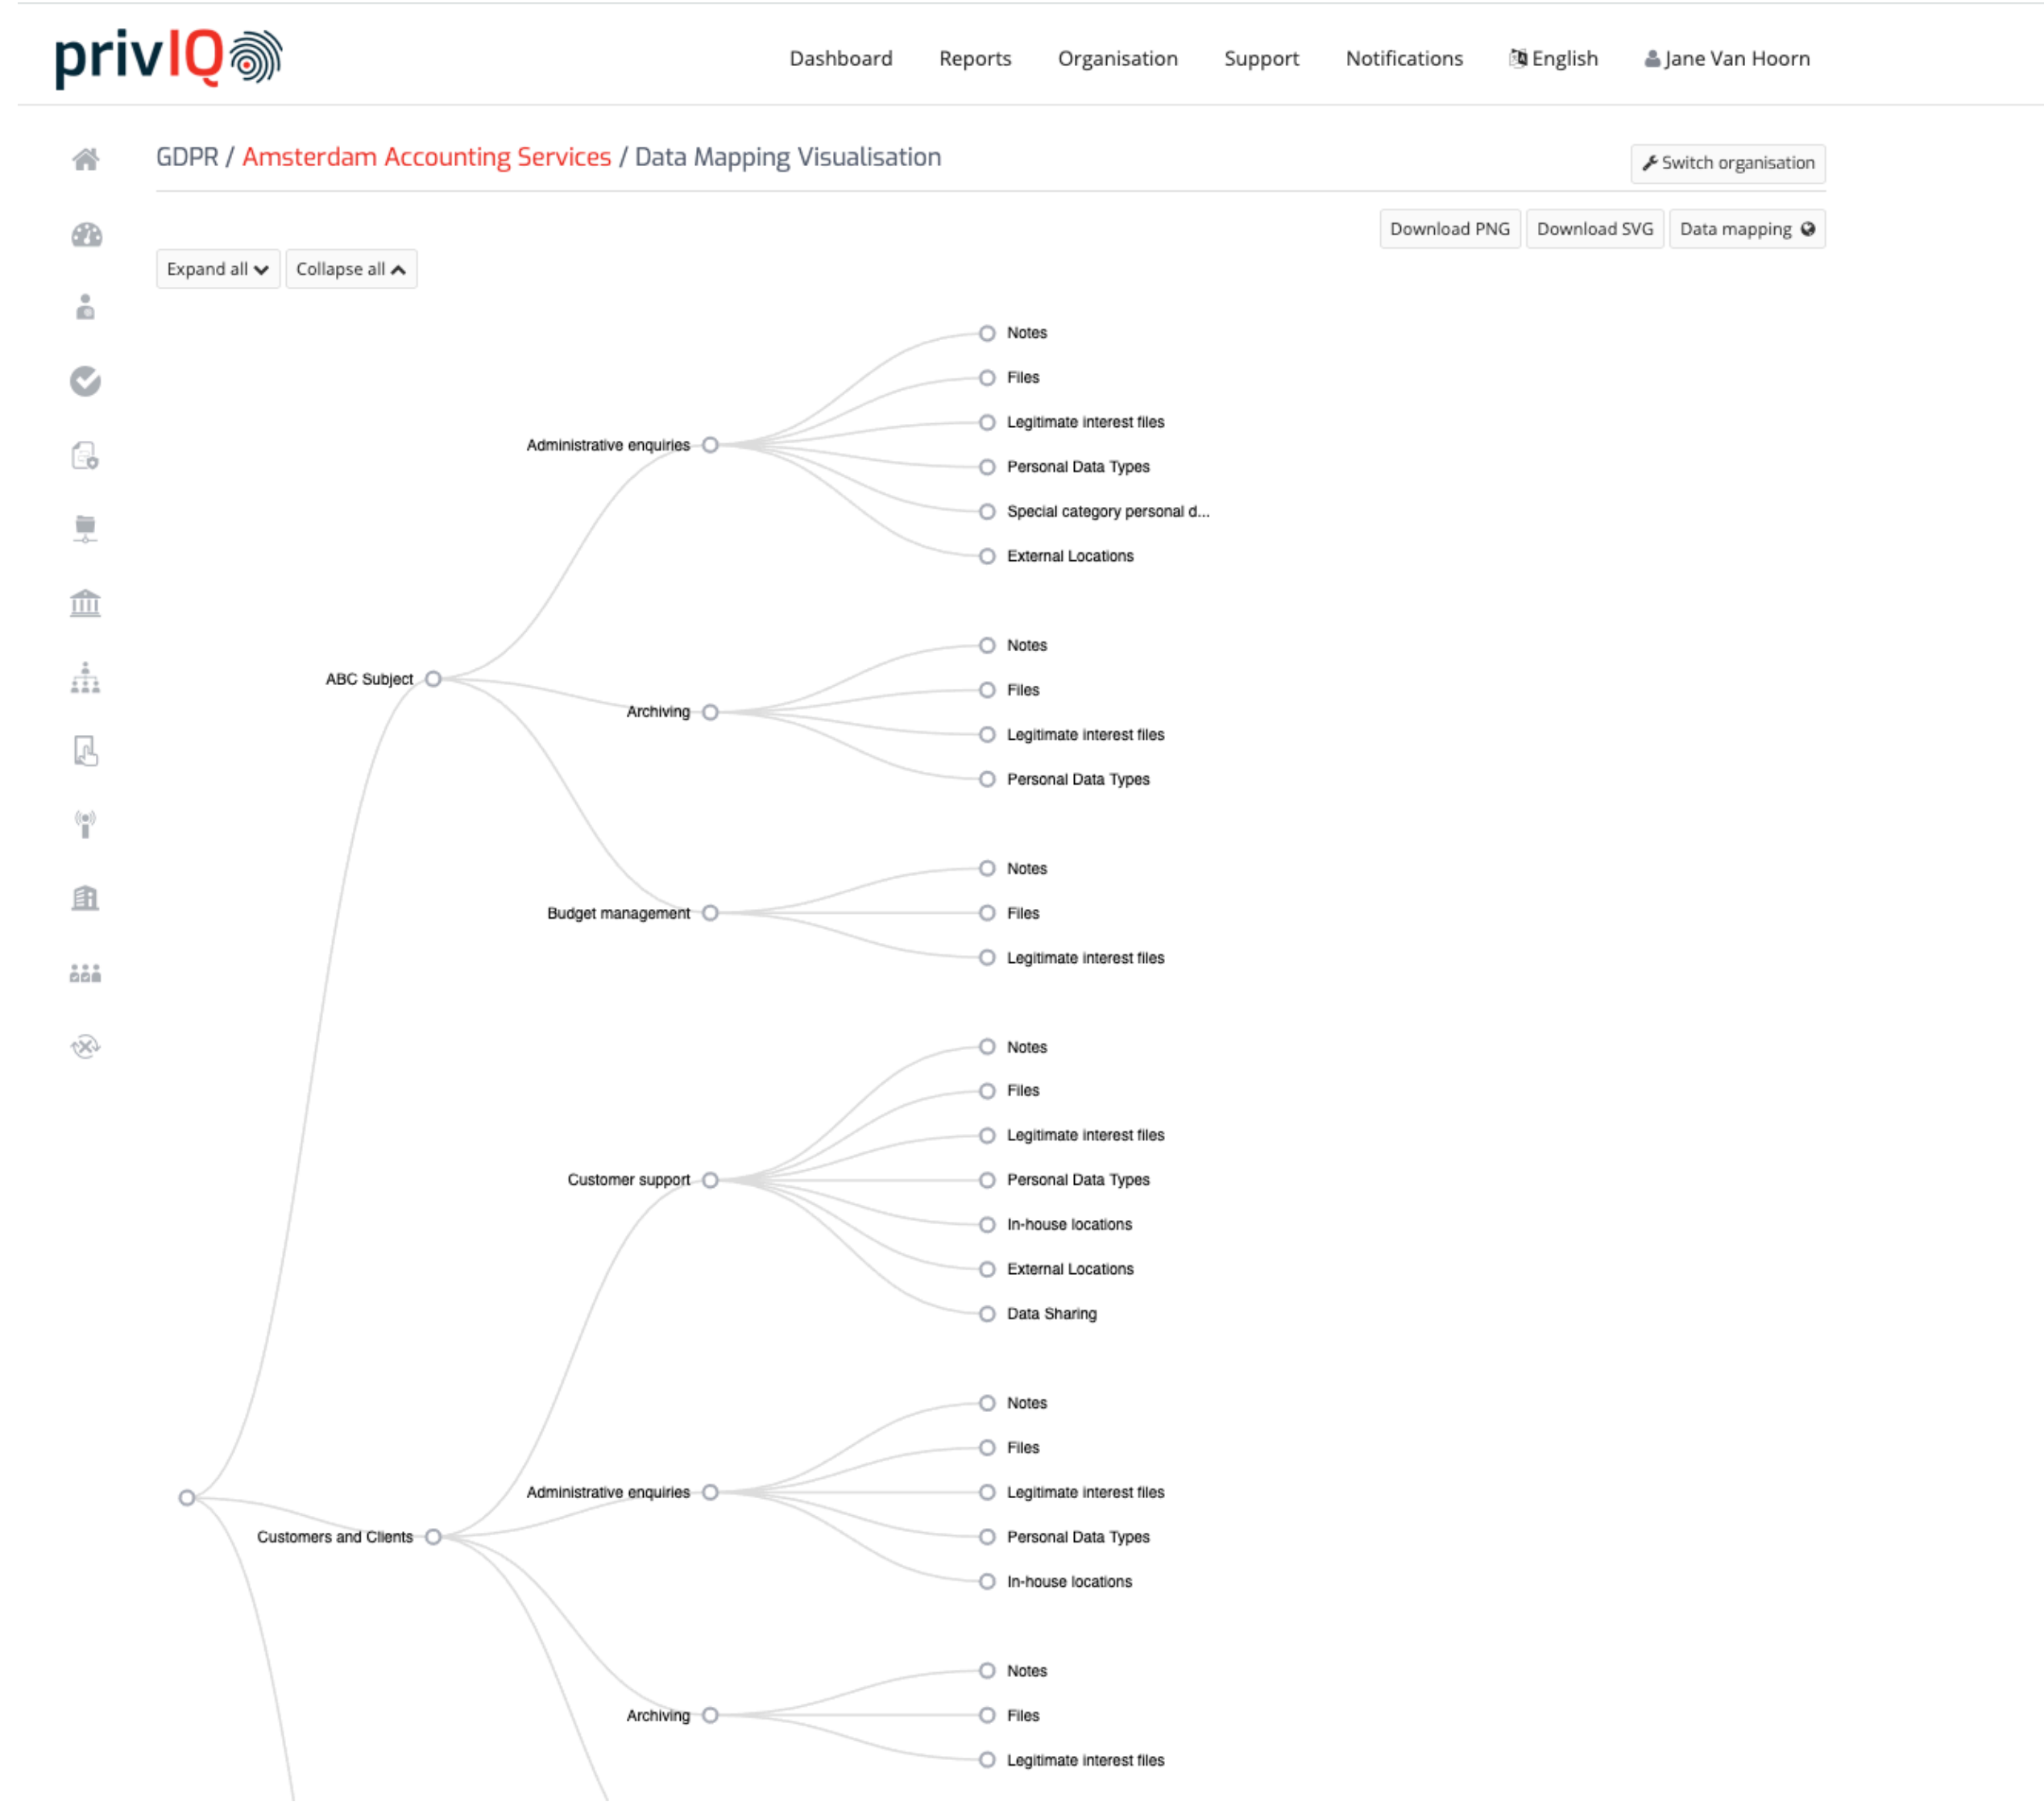 privIQ
Dashboard Reports Organisation Support Notifications English Jane Van Hoorn
GDPR / Amsterdam Accounting Services / Data Mapping Visualisation
Switch organisation
Download PNG Download SVG Data mapping
Expand all Collapse all
Notes
Files
Legitimate interest files
Administrative enquiries
Personal Data Types
Special category personal d...
External Locations
Notes
ABC Subject
Files
Archiving
Legitimate interest files
Personal Data Types
Notes
Budget management
Files
Legitimate interest files
Notes
Files
Legitimate interest files
Customer support
Personal Data Types
In-house locations
External Locations
Data Sharing
Notes
Files
Administrative enquiries
Legitimate interest files
Customers and Clients
Personal Data Types
In-house locations
Notes
Archiving
Files
Legitimate interest files